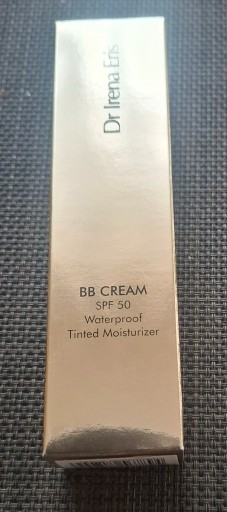 Dr Irena Eris
BB CREAM
SPF 50
Waterproof
Tinted Moisturizer